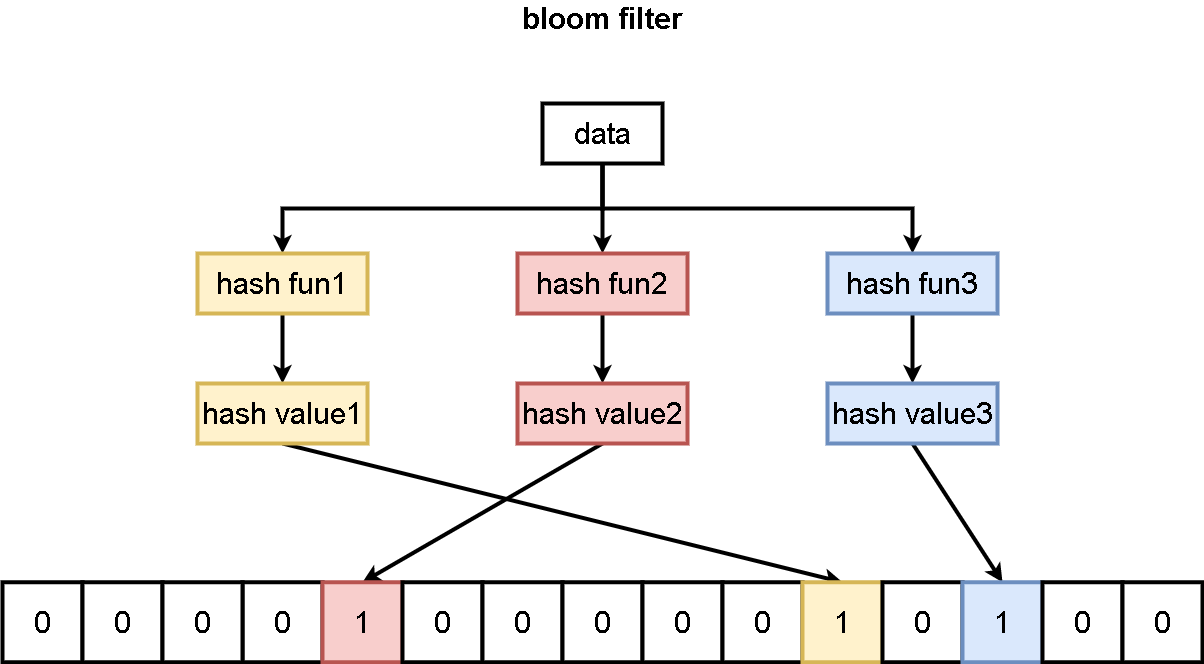 bloom filter
data
hash fun1 hash fun2 hash fun3
hash value1 hash value2 hash value3
0 0 0 0 1 0 0 0 0 0 1 0 1 0 0